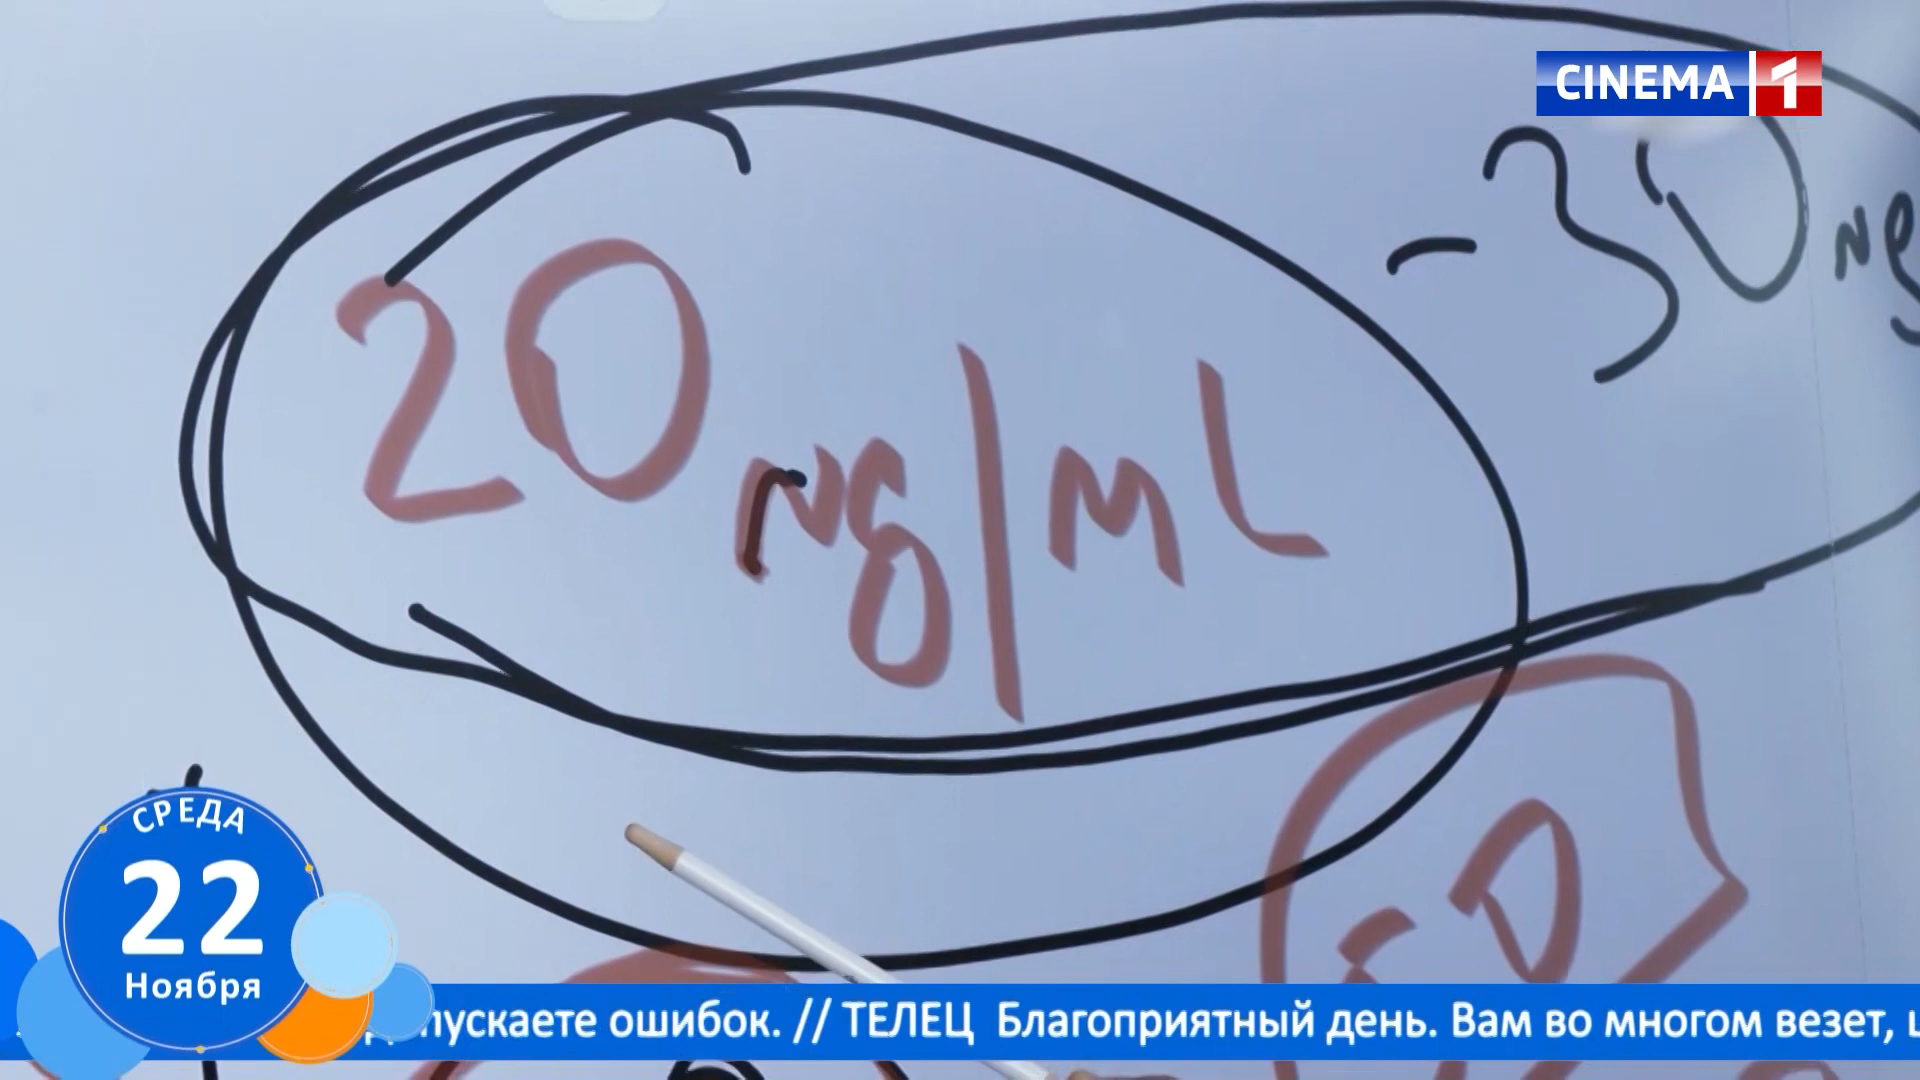 CINEMA 1
-30 ng
20 ng/mL
50
СРЕДА
22
Ноября
пускаете ошибок. // ТЕЛЕЦ Благоприятный день. Вам во многом везет,